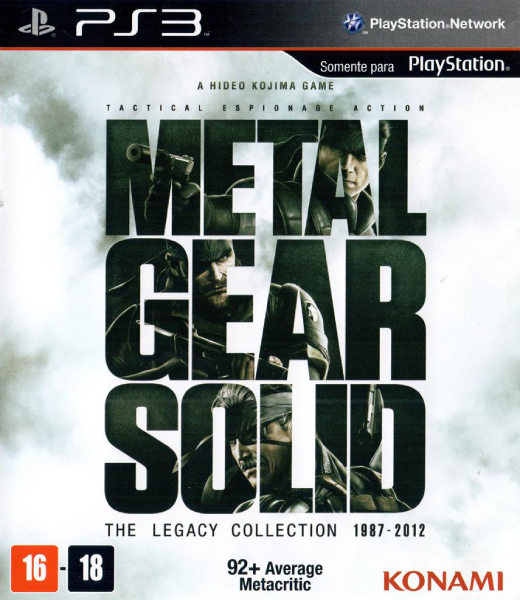 PS3
PlayStation®Network
Somente para PlayStation®
A HIDEO KOJIMA GAME
TACTICAL ESPIONAGE ACTION
METAL
GEAR
SOLID
THE LEGACY COLLECTION 1987-2012
16 - 18
92+ Average
Metacritic
KONAMI